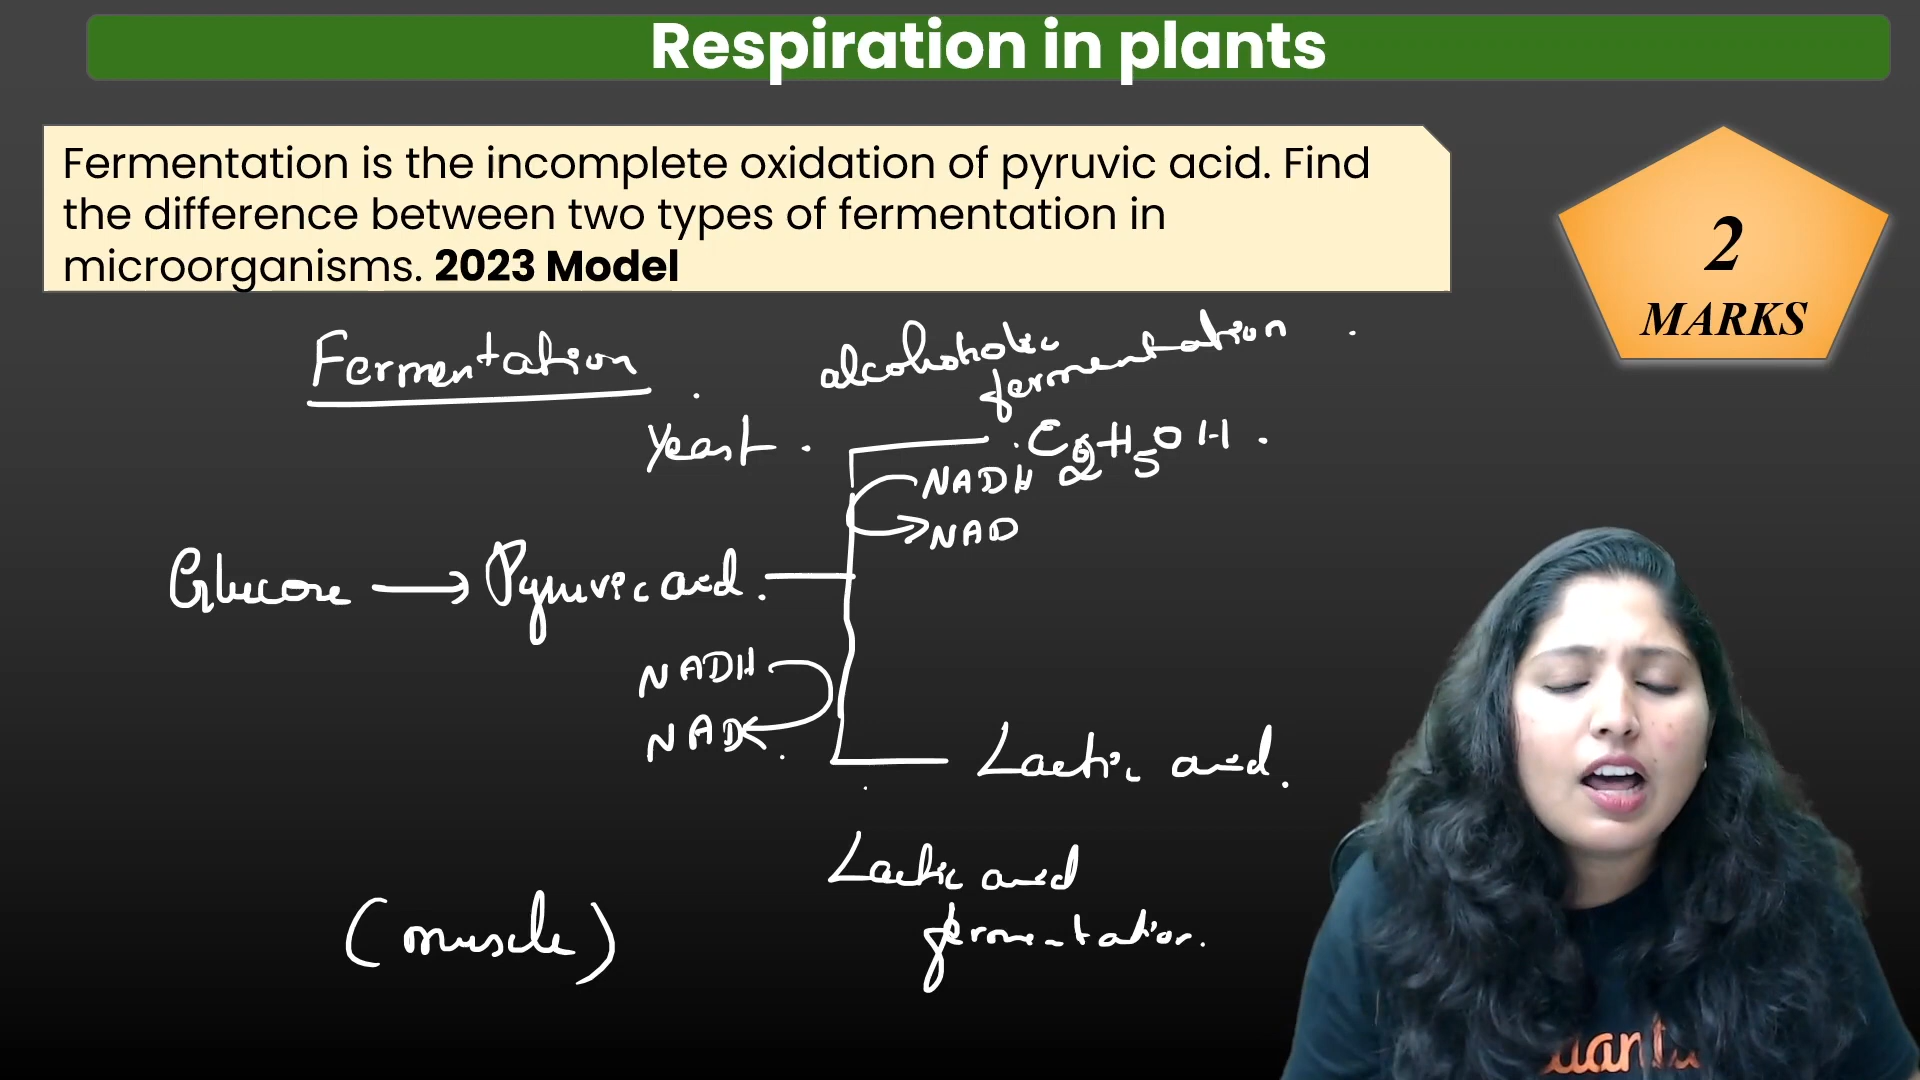 Respiration in plants
Fermentation is the incomplete oxidation of pyruvic acid. Find
the difference between two types of fermentation in
microorganisms. 2023 Model
2
MARKS
Fermentation
alcohoholic
fermentation
Yeast.
C2H5OH.
NADH
NAD
Glucose → Pyruvic acid.
NADH
NAD
Lactic acid.
Lactic acid
fermentation.
(muscle)